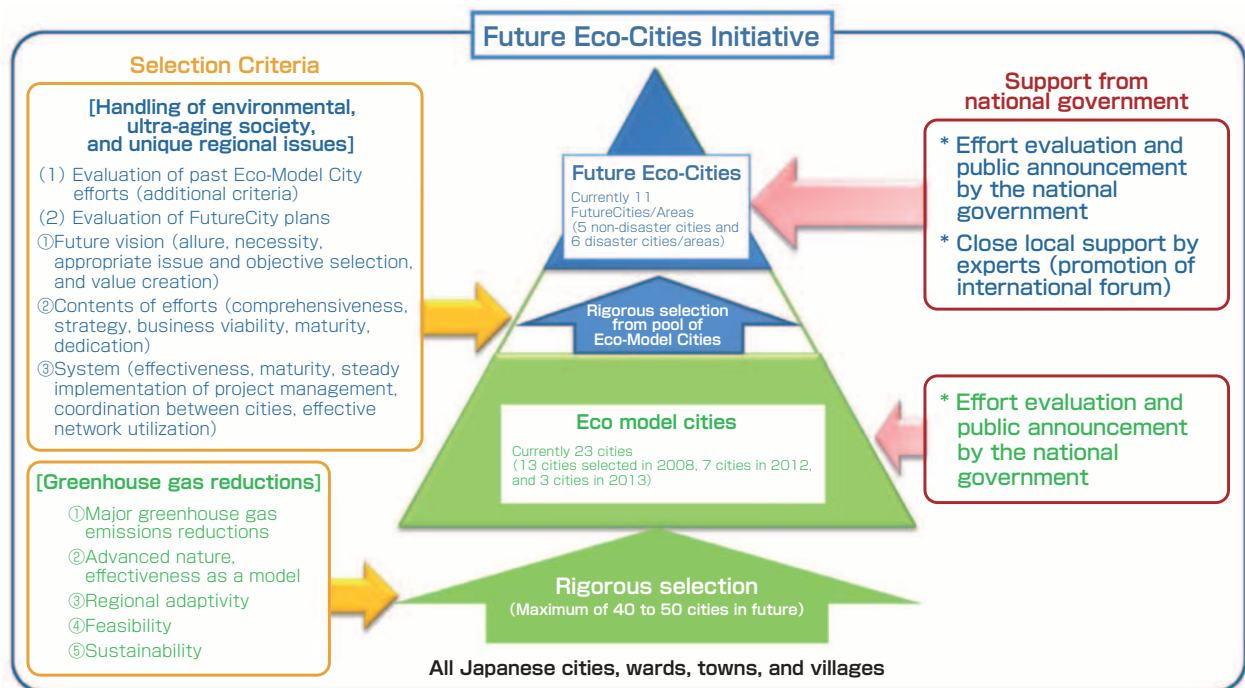 Future Eco-Cities Initiative
Selection Criteria
[Handling of environmental,
ultra-aging society,
and unique regional issues]
(1) Evaluation of past Eco-Model City
efforts (additional criteria)
(2) Evaluation of FutureCity plans
①Future vision (allure, necessity,
appropriate issue and objective selection,
and value creation)
②Contents of efforts (comprehensiveness,
strategy, business viability, maturity,
dedication)
③System (effectiveness, maturity, steady
implementation of project management,
coordination between cities, effective
network utilization)
[Greenhouse gas reductions]
①Major greenhouse gas
emissions reductions
②Advanced nature,
effectiveness as a model
③Regional adaptivity
④Feasibility
⑤Sustainability
Future Eco-Cities
Currently 11
FutureCities/Areas
(5 non-disaster cities and
6 disaster cities/areas)
Rigorous selection
from pool of
Eco-Model Cities
Eco model cities
Currently 23 cities
(13 cities selected in 2008, 7 cities in 2012,
and 3 cities in 2013)
Rigorous selection
(Maximum of 40 to 50 cities in future)
All Japanese cities, wards, towns, and villages
Support from
national government
* Effort evaluation and
public announcement
by the national
government
* Close local support by
experts (promotion of
international forum)
* Effort evaluation and
public announcement
by the national
government